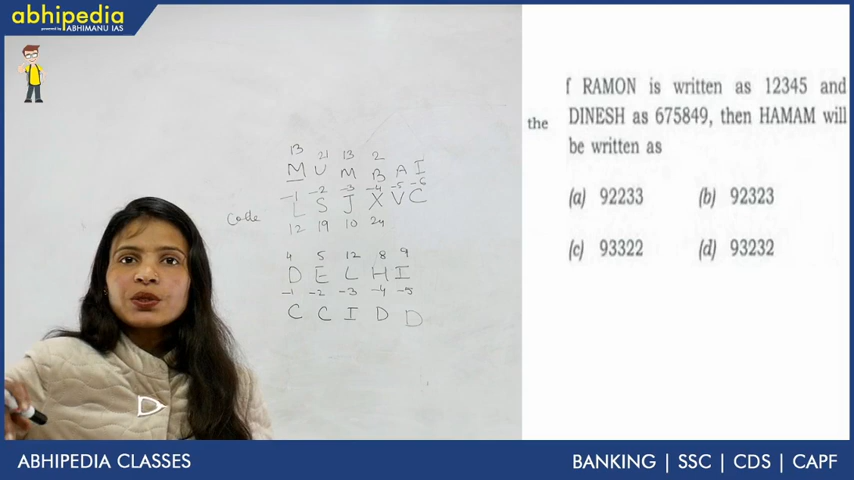 abhipedia
powered by ABHIMANU IAS
13 21 13 2
M U M B A I
-1 -2 -3 -4 -5 -6
Code L S J X V C
12 19 10 24
4 5 12 8 9
D E L H I
-1 -2 -3 -4 -5
C C I D D
f RAMON is written as 12345 and
the DINESH as 675849, then HAMAM will
be written as
(a) 92233 (b) 92323
(c) 93322 (d) 93232
ABHIPEDIA CLASSES
BANKING | SSC | CDS | CAPF